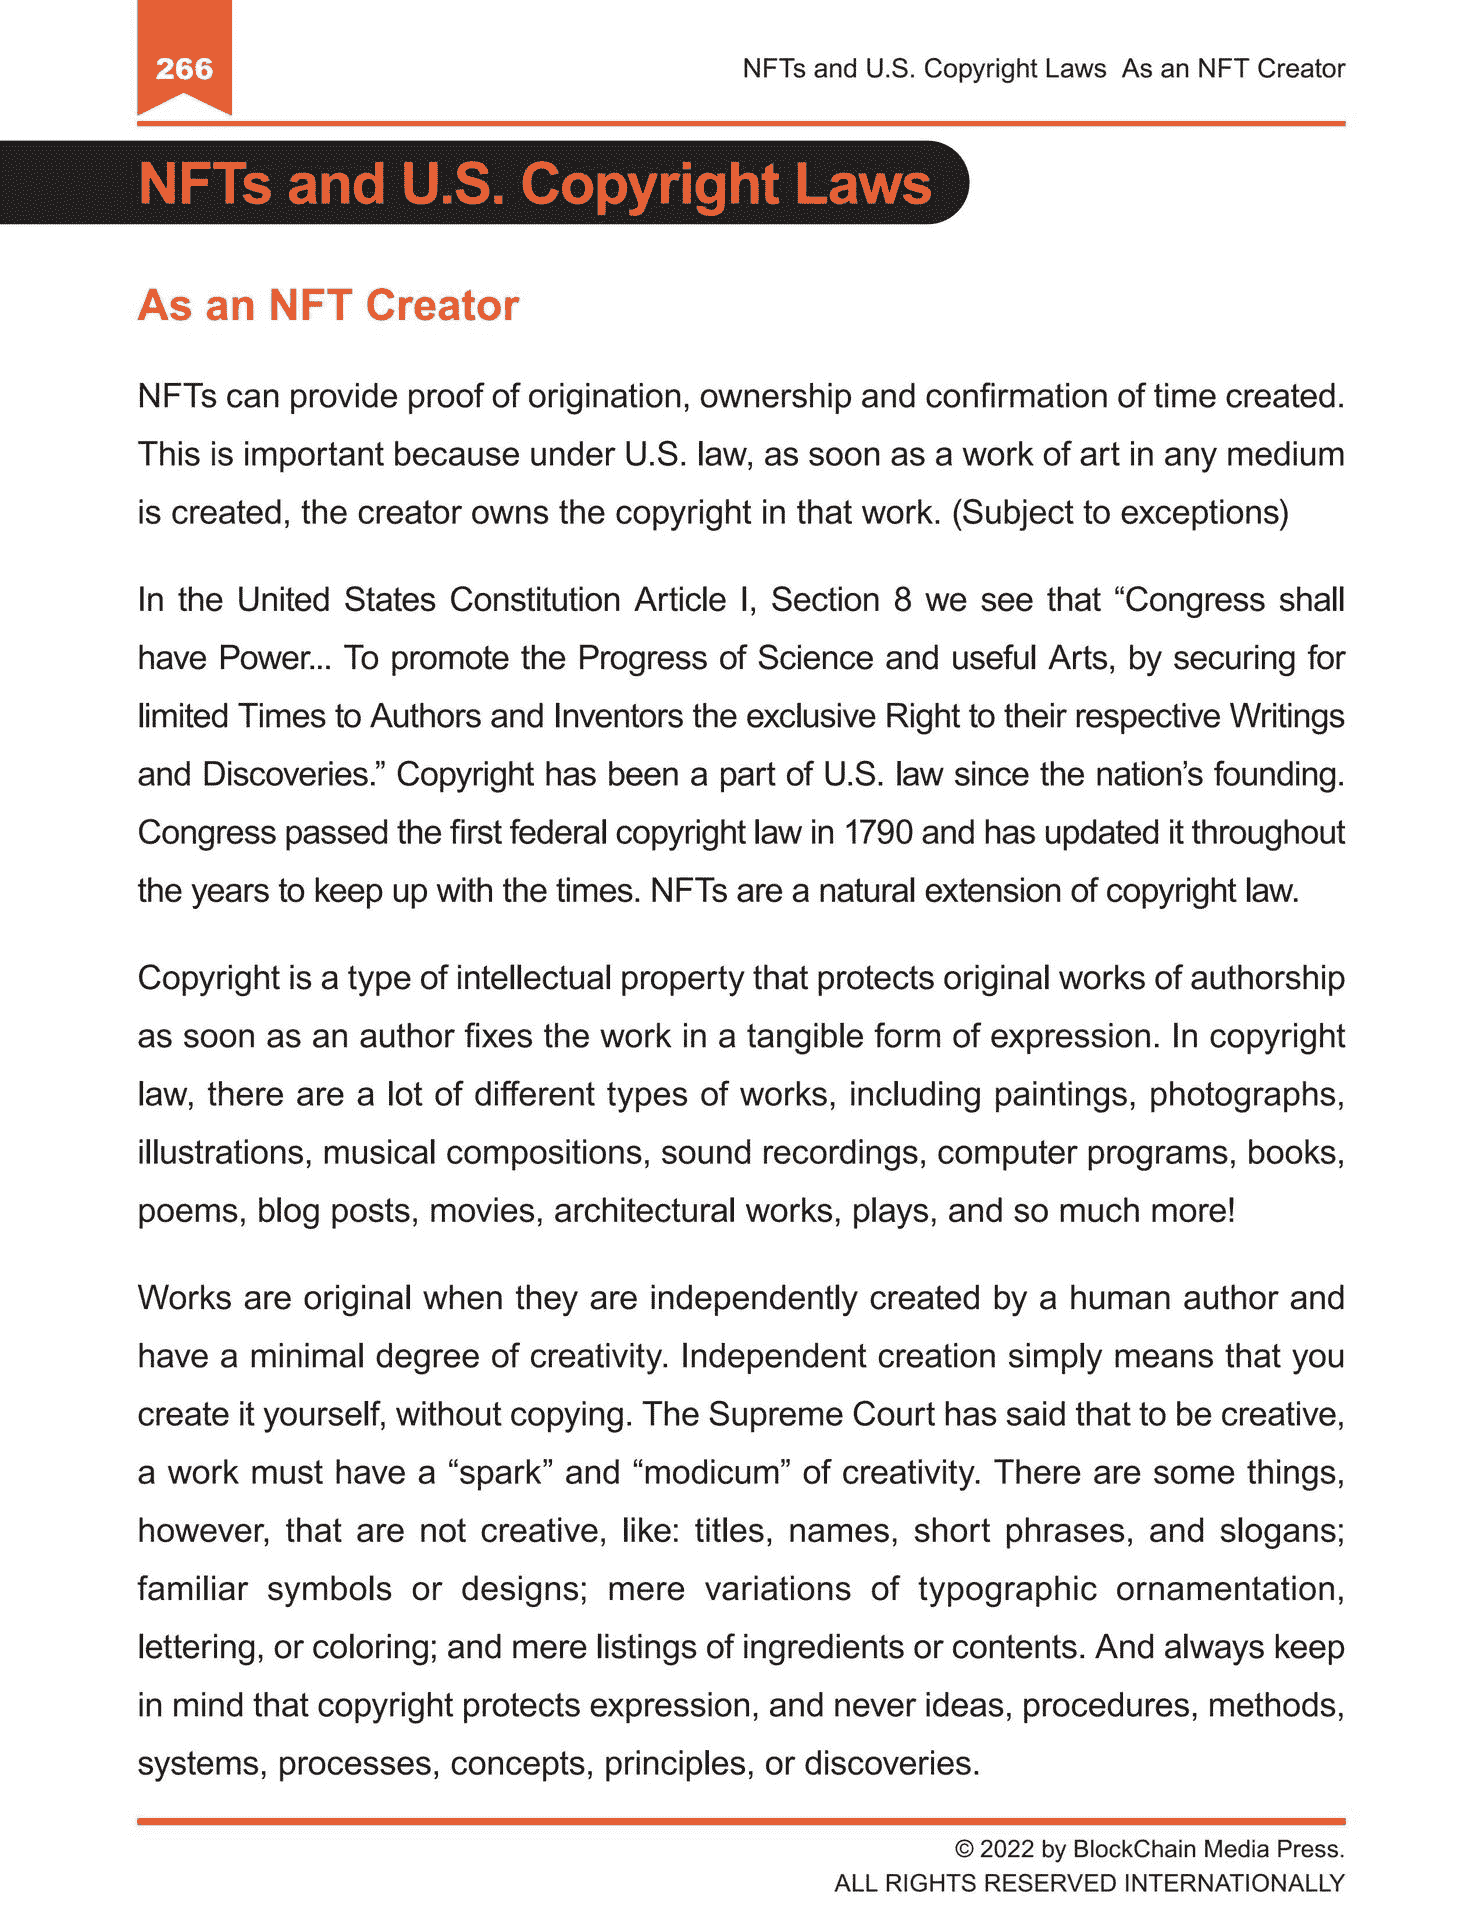 266
NFTs and U.S. Copyright Laws As an NFT Creator
NFTs and U.S. Copyright Laws
As an NFT Creator
NFTs can provide proof of origination, ownership and confirmation of time created.
This is important because under U.S. law, as soon as a work of art in any medium
is created, the creator owns the copyright in that work. (Subject to exceptions)
In the United States Constitution Article I, Section 8 we see that “Congress shall
have Power... To promote the Progress of Science and useful Arts, by securing for
limited Times to Authors and Inventors the exclusive Right to their respective Writings
and Discoveries.” Copyright has been a part of U.S. law since the nation’s founding.
Congress passed the first federal copyright law in 1790 and has updated it throughout
the years to keep up with the times. NFTs are a natural extension of copyright law.
Copyright is a type of intellectual property that protects original works of authorship
as soon as an author fixes the work in a tangible form of expression. In copyright
law, there are a lot of different types of works, including paintings, photographs,
illustrations, musical compositions, sound recordings, computer programs, books,
poems, blog posts, movies, architectural works, plays, and so much more!
Works are original when they are independently created by a human author and
have a minimal degree of creativity. Independent creation simply means that you
create it yourself, without copying. The Supreme Court has said that to be creative,
a work must have a “spark” and “modicum” of creativity. There are some things,
however, that are not creative, like: titles, names, short phrases, and slogans;
familiar symbols or designs; mere variations of typographic ornamentation,
lettering, or coloring; and mere listings of ingredients or contents. And always keep
in mind that copyright protects expression, and never ideas, procedures, methods,
systems, processes, concepts, principles, or discoveries.
© 2022 by BlockChain Media Press.
ALL RIGHTS RESERVED INTERNATIONALLY